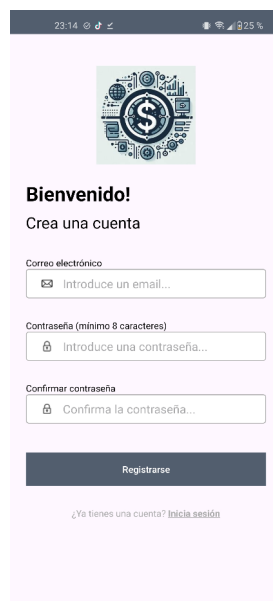 23:14 25 %
$
Bienvenido!
Crea una cuenta
Correo electrónico
Introduce un email...
Contraseña (mínimo 8 caracteres)
Introduce una contraseña...
Confirmar contraseña
Confirma la contraseña...
Registrarse
¿Ya tienes una cuenta? Inicia sesión